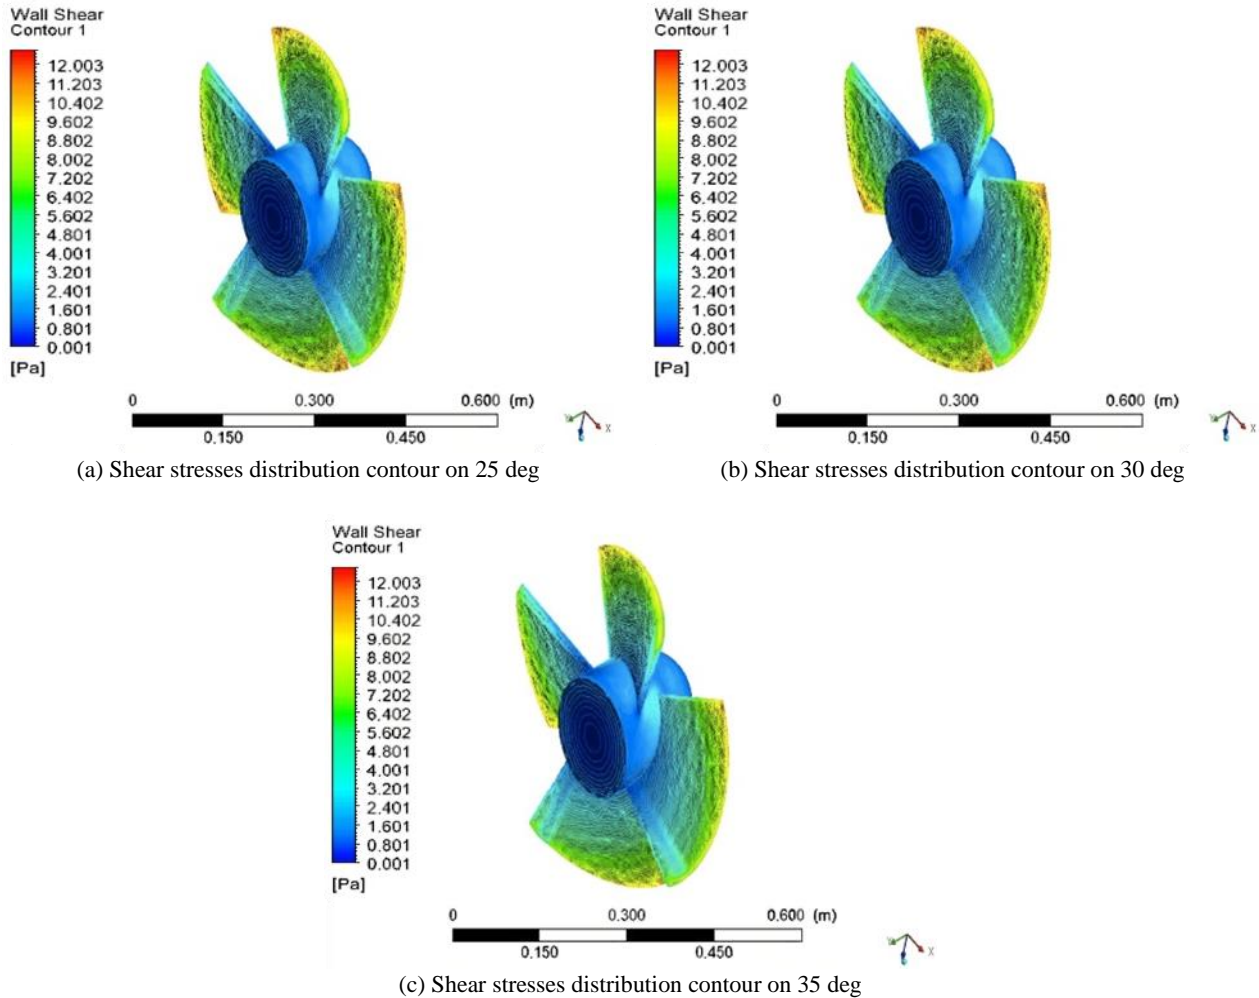 Wall Shear
Contour 1
12.003
11.203
10.402
9.602
8.802
8.002
7.202
6.402
5.602
4.801
4.001
3.201
2.401
1.601
0.801
0.001
[Pa]
0 0.300 0.600 (m)
0.150 0.450
Y X
(a) Shear stresses distribution contour on 25 deg
Wall Shear
Contour 1
12.003
11.203
10.402
9.602
8.802
8.002
7.202
6.402
5.602
4.801
4.001
3.201
2.401
1.601
0.801
0.001
[Pa]
0 0.300 0.600 (m)
0.150 0.450
Y X
(b) Shear stresses distribution contour on 30 deg
Wall Shear
Contour 1
12.003
11.203
10.402
9.602
8.802
8.002
7.202
6.402
5.602
4.801
4.001
3.201
2.401
1.601
0.801
0.001
[Pa]
0 0.300 0.600 (m)
0.150 0.450
Y X
(c) Shear stresses distribution contour on 35 deg